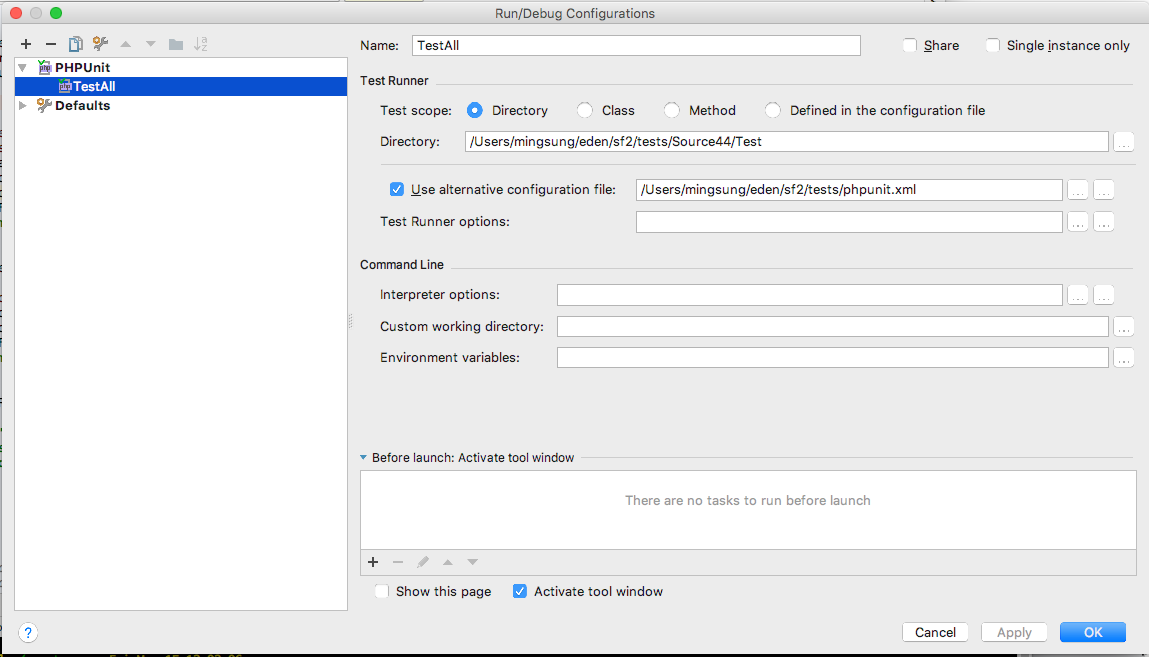 Run/Debug Configurations
PHPUnit
TestAll
Defaults
Name: TestAll Share Single instance only
Test Runner
Test scope: Directory Class Method Defined in the configuration file
Directory: /Users/mingsung/eden/sf2/tests/Source44/Test ...
Use alternative configuration file: /Users/mingsung/eden/sf2/tests/phpunit.xml ... ...
Test Runner options: ... ...
Command Line
Interpreter options: ... ...
Custom working directory: ...
Environment variables: ...
Before launch: Activate tool window
There are no tasks to run before launch
Show this page Activate tool window
? Cancel Apply OK